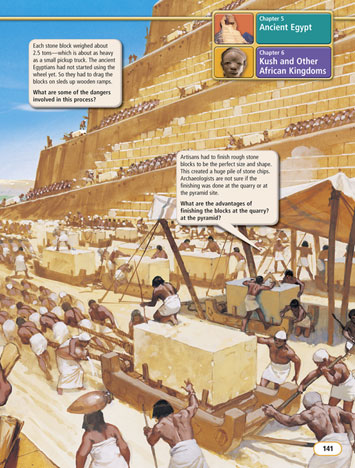 Chapter 5
Ancient Egypt
Chapter 6
Kush and Other
African Kingdoms
Each stone block weighed about
2.5 tons—which is about as heavy
as a small pickup truck. The ancient
Egyptians had not started using the
wheel yet. So they had to drag the
blocks on sleds up wooden ramps.
What are some of the dangers
involved in this process?
Artisans had to finish rough stone
blocks to be the perfect size and shape.
This created a huge pile of stone chips.
Archaeologists are not sure if the
finishing was done at the quarry or at
the pyramid site.
What are the advantages of
finishing the blocks at the quarry?
at the pyramid?
141